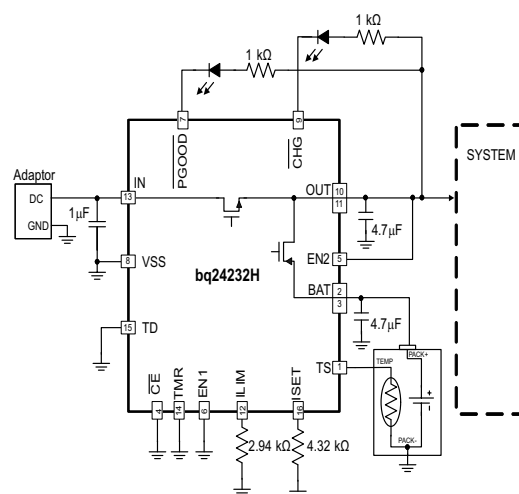 1 kΩ
1 kΩ
7
9
PGOOD
CHG
SYSTEM
Adaptor
DC
GND
IN
13
1μF
OUT
10
11
4.7μF
EN2
5
8
VSS
bq24232H
BAT
2
3
4.7μF
15
TD
TS
1
TEMP
PACK+
+
-
PACK-
CE
TMR
EN1
ILIM
ISET
4
14
6
12
16
2.94 kΩ
4.32 kΩ